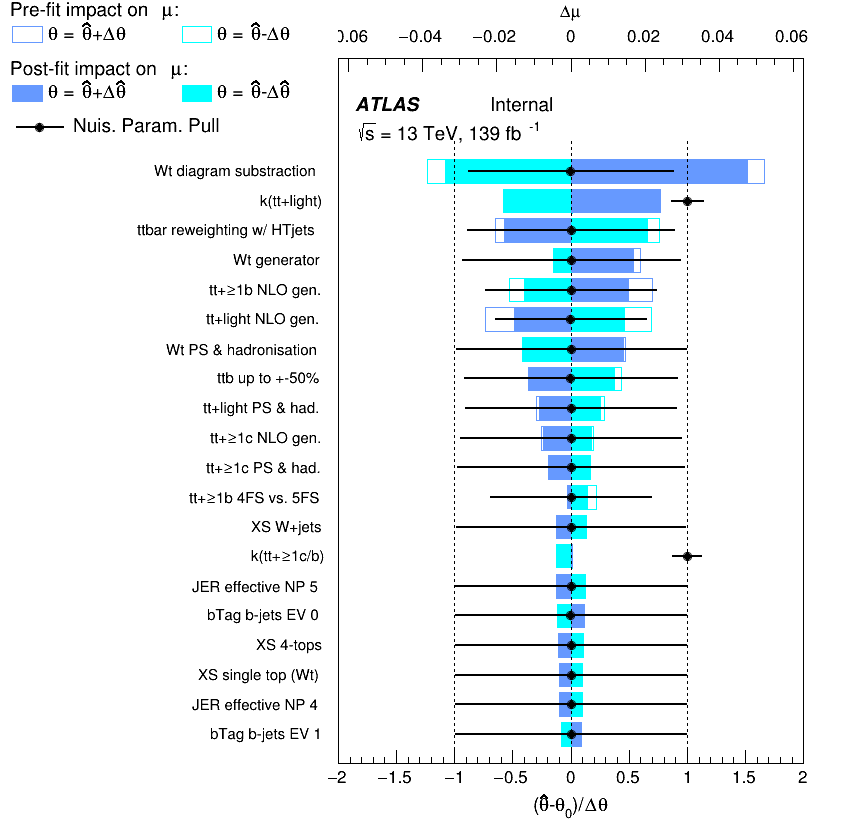 Pre-fit impact on μ:
θ = θ̂+Δθ θ = θ̂-Δθ
Post-fit impact on μ:
θ = θ̂+Δθ̂ θ = θ̂-Δθ̂
Nuis. Param. Pull
Δμ
0.06 −0.04 −0.02 0 0.02 0.04 0.06
ATLAS Internal
√s = 13 TeV, 139 fb⁻¹
Wt diagram substraction
k(tt+light)
ttbar reweighting w/ HTjets
Wt generator
tt+≥1b NLO gen.
tt+light NLO gen.
Wt PS & hadronisation
ttb up to +-50%
tt+light PS & had.
tt+≥1c NLO gen.
tt+≥1c PS & had.
tt+≥1b 4FS vs. 5FS
XS W+jets
k(tt+≥1c/b)
JER effective NP 5
bTag b-jets EV 0
XS 4-tops
XS single top (Wt)
JER effective NP 4
bTag b-jets EV 1
−2 −1.5 −1 −0.5 0 0.5 1 1.5 2
(θ̂-θ₀)/Δθ